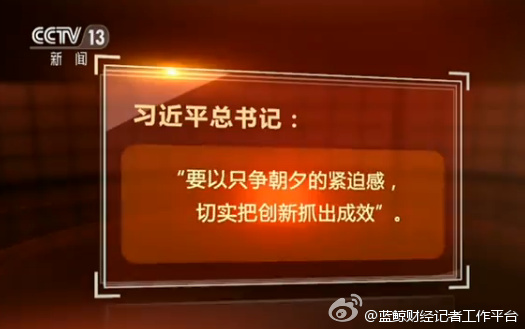 CCTV 13
新闻
习近平总书记：
“要以只争朝夕的紧迫感，
切实把创新抓出成效”。
@蓝鲸财经记者工作平台